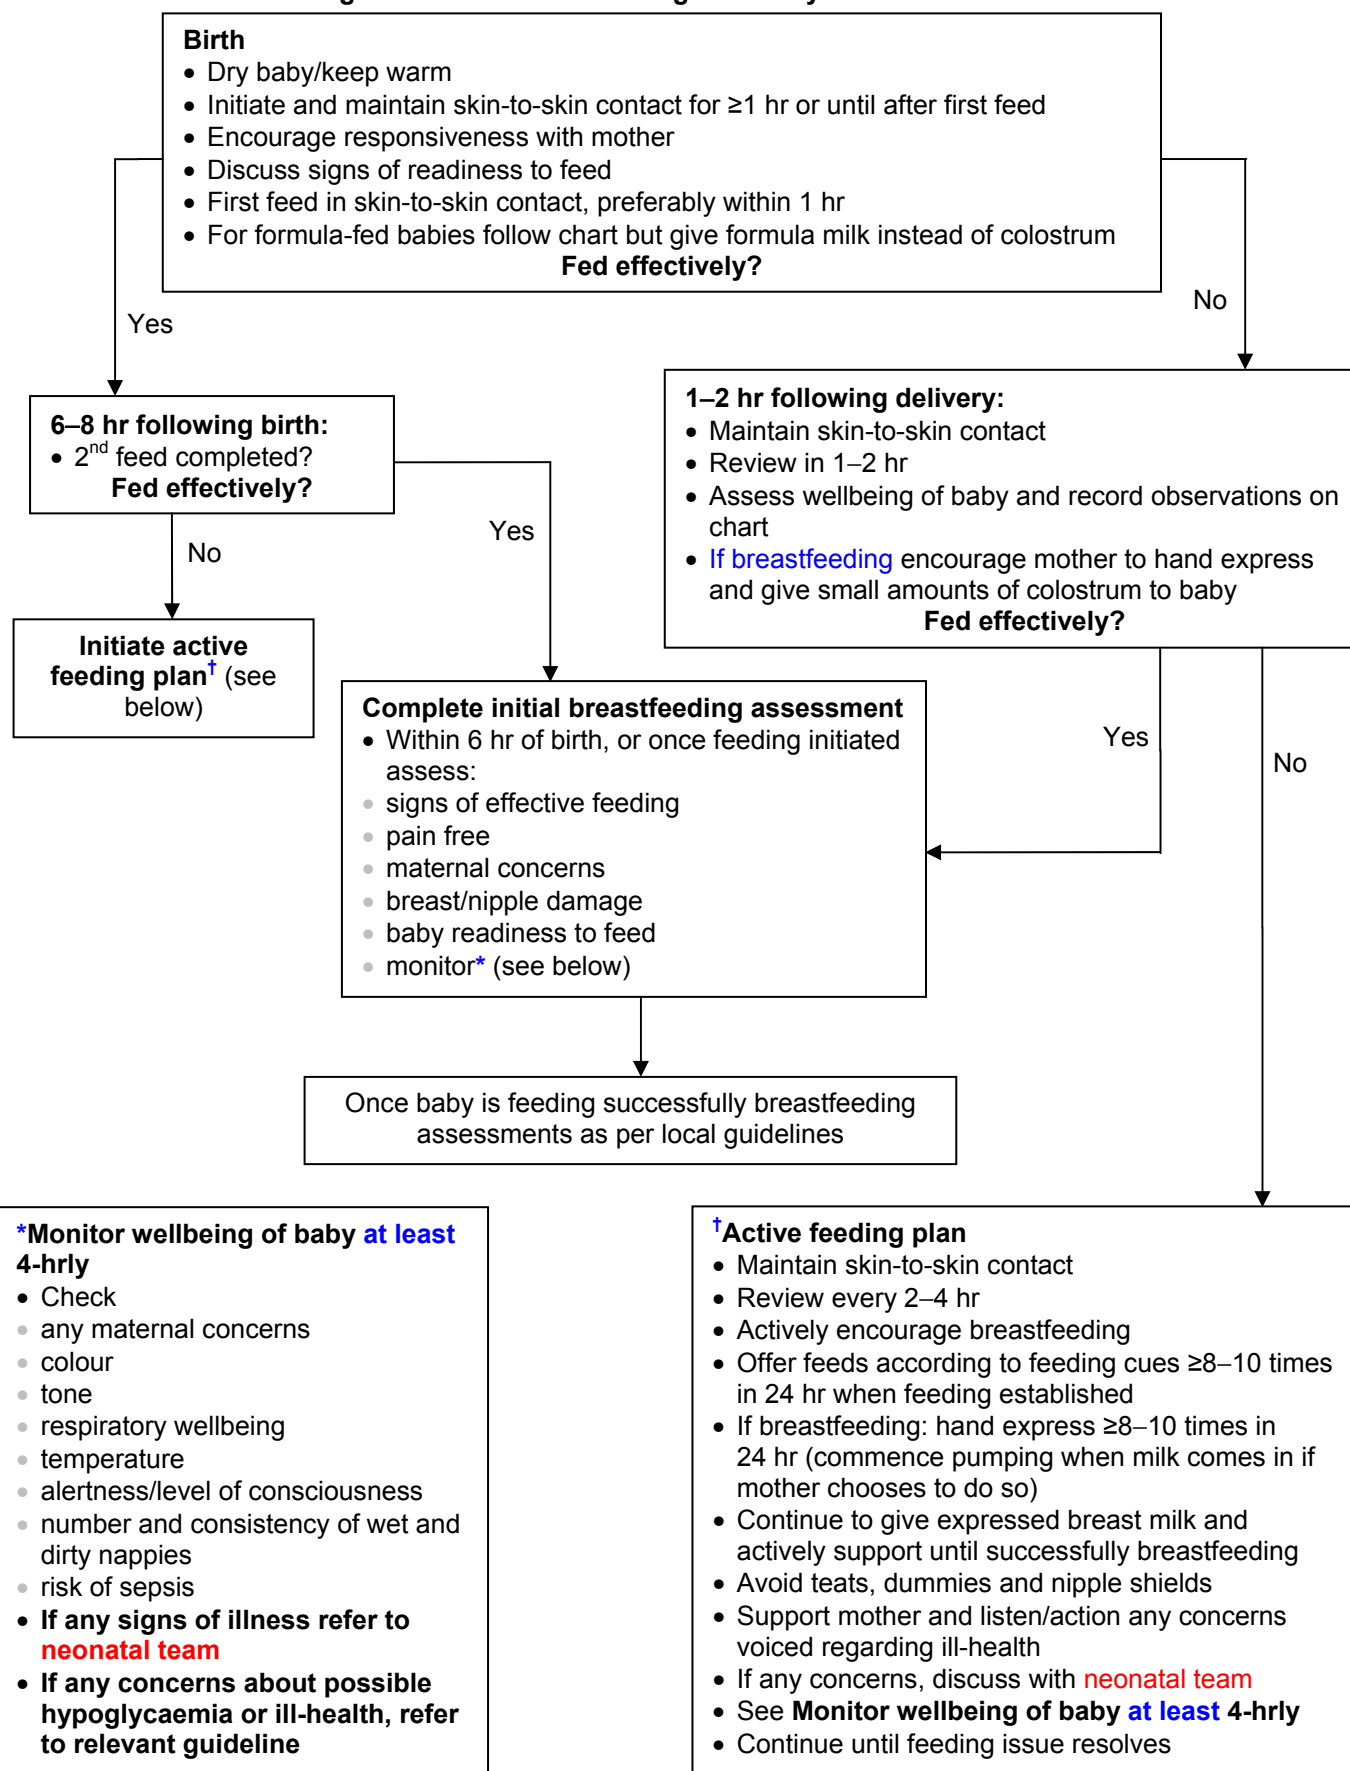 Birth
• Dry baby/keep warm
• Initiate and maintain skin-to-skin contact for ≥1 hr or until after first feed
• Encourage responsiveness with mother
• Discuss signs of readiness to feed
• First feed in skin-to-skin contact, preferably within 1 hr
• For formula-fed babies follow chart but give formula milk instead of colostrum
Fed effectively?
Yes
No
6–8 hr following birth:
• 2nd feed completed?
Fed effectively?
No
Yes
Initiate active
feeding plan† (see
below)
1–2 hr following delivery:
• Maintain skin-to-skin contact
• Review in 1–2 hr
• Assess wellbeing of baby and record observations on
chart
• If breastfeeding encourage mother to hand express
and give small amounts of colostrum to baby
Fed effectively?
Yes
No
Complete initial breastfeeding assessment
• Within 6 hr of birth, or once feeding initiated
assess:
• signs of effective feeding
• pain free
• maternal concerns
• breast/nipple damage
• baby readiness to feed
• monitor* (see below)
Once baby is feeding successfully breastfeeding
assessments as per local guidelines
*Monitor wellbeing of baby at least
4-hrly
• Check
• any maternal concerns
• colour
• tone
• respiratory wellbeing
• temperature
• alertness/level of consciousness
• number and consistency of wet and
dirty nappies
• risk of sepsis
• If any signs of illness refer to
neonatal team
• If any concerns about possible
hypoglycaemia or ill-health, refer
to relevant guideline
†Active feeding plan
• Maintain skin-to-skin contact
• Review every 2–4 hr
• Actively encourage breastfeeding
• Offer feeds according to feeding cues ≥8–10 times
in 24 hr when feeding established
• If breastfeeding: hand express ≥8–10 times in
24 hr (commence pumping when milk comes in if
mother chooses to do so)
• Continue to give expressed breast milk and
actively support until successfully breastfeeding
• Avoid teats, dummies and nipple shields
• Support mother and listen/action any concerns
voiced regarding ill-health
• If any concerns, discuss with neonatal team
• See Monitor wellbeing of baby at least 4-hrly
• Continue until feeding issue resolves